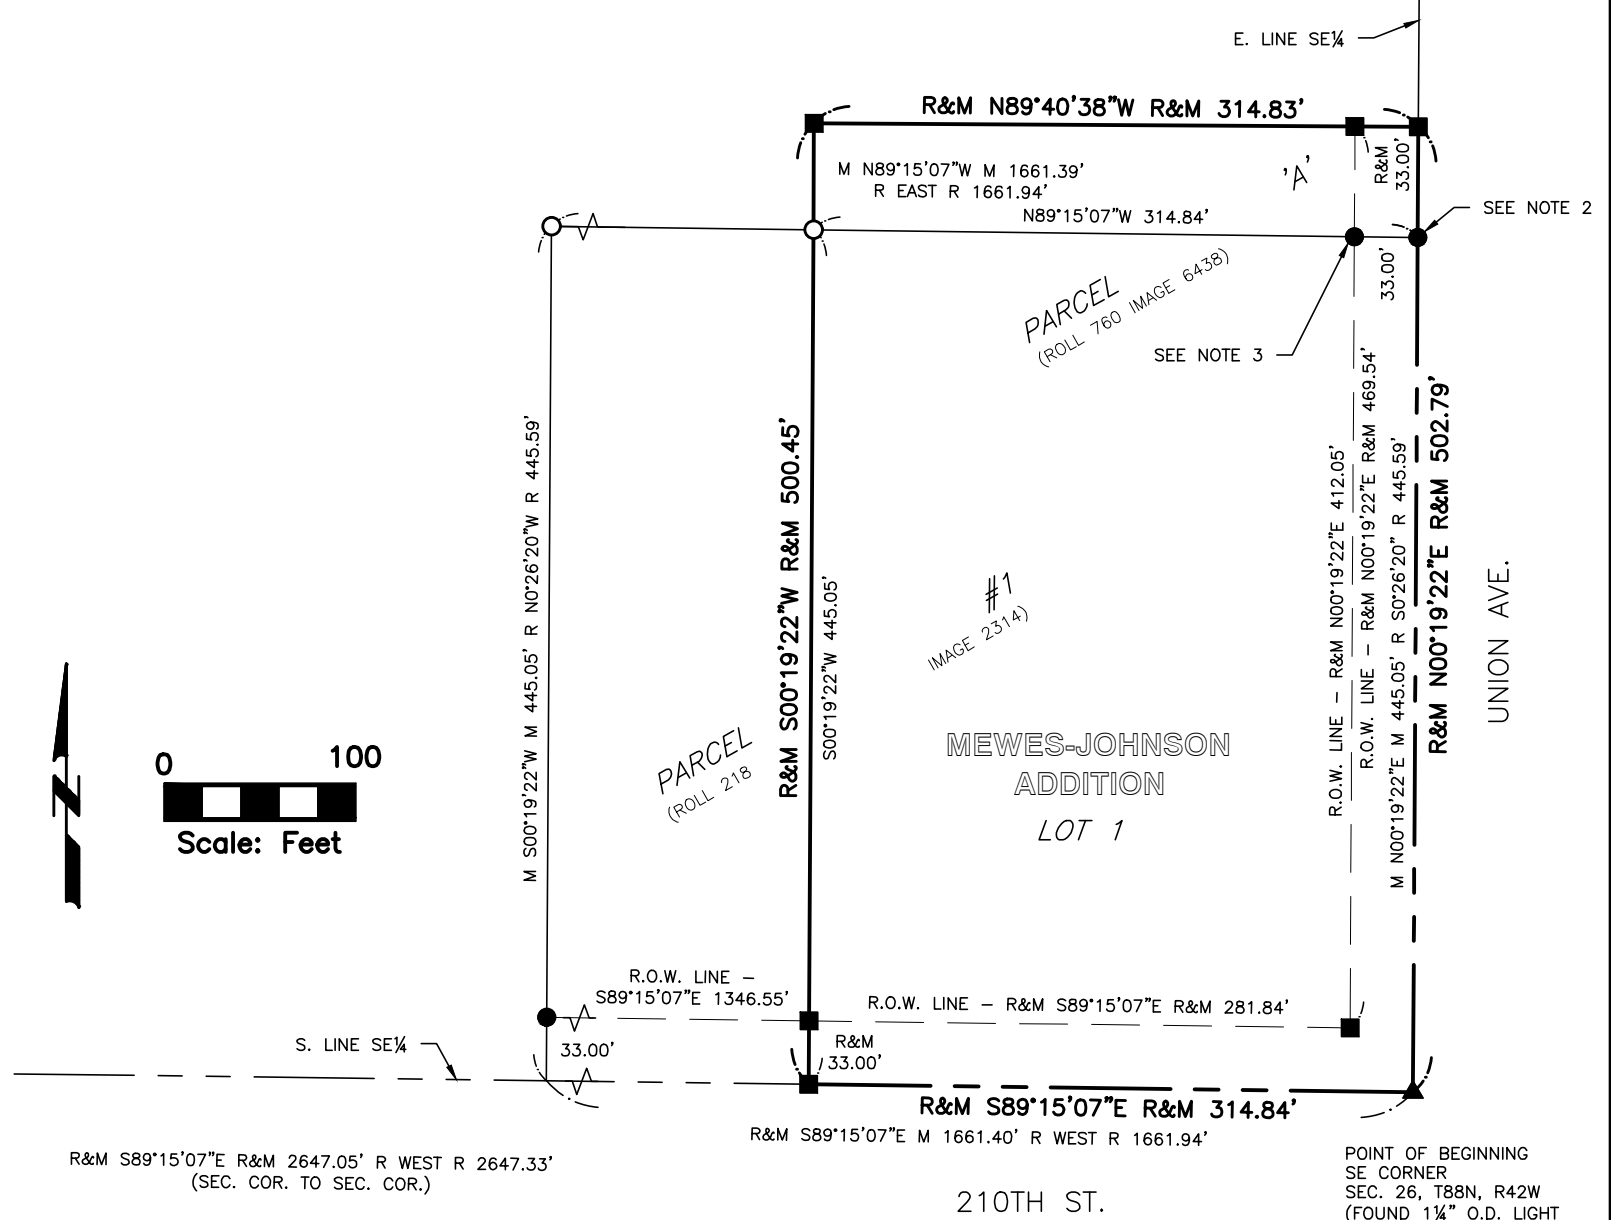 E. LINE SE¼
R&M N89°40'38"W R&M 314.83'
M N89°15'07"W M 1661.39'
R EAST R 1661.94'
'A'
R&M
33.00'
N89°15'07"W 314.84'
SEE NOTE 2
33.00'
PARCEL
(ROLL 760 IMAGE 6438)
SEE NOTE 3
M S00°19'22"W M 445.05' R N0°26'20"W R 445.59'
R&M S00°19'22"W R&M 500.45'
S00°19'22"W 445.05'
#1
IMAGE 2314)
R.O.W. LINE - R&M N00°19'22"E 412.05'
R.O.W. LINE - R&M N00°19'22"E R&M 469.54'
M N00°19'22"E M 445.05' R S0°26'20" R 445.59'
R&M N00°19'22"E R&M 502.79'
UNION AVE.
N
0 100
Scale: Feet
PARCEL
(ROLL 218
MEWES-JOHNSON
ADDITION
LOT 1
R.O.W. LINE -
S89°15'07"E 1346.55'
R.O.W. LINE - R&M S89°15'07"E R&M 281.84'
S. LINE SE¼
33.00'
R&M
33.00'
R&M S89°15'07"E R&M 314.84'
R&M S89°15'07"E M 1661.40' R WEST R 1661.94'
R&M S89°15'07"E R&M 2647.05' R WEST R 2647.33'
(SEC. COR. TO SEC. COR.)
210TH ST.
POINT OF BEGINNING
SE CORNER
SEC. 26, T88N, R42W
(FOUND 1¼" O.D. LIGHT